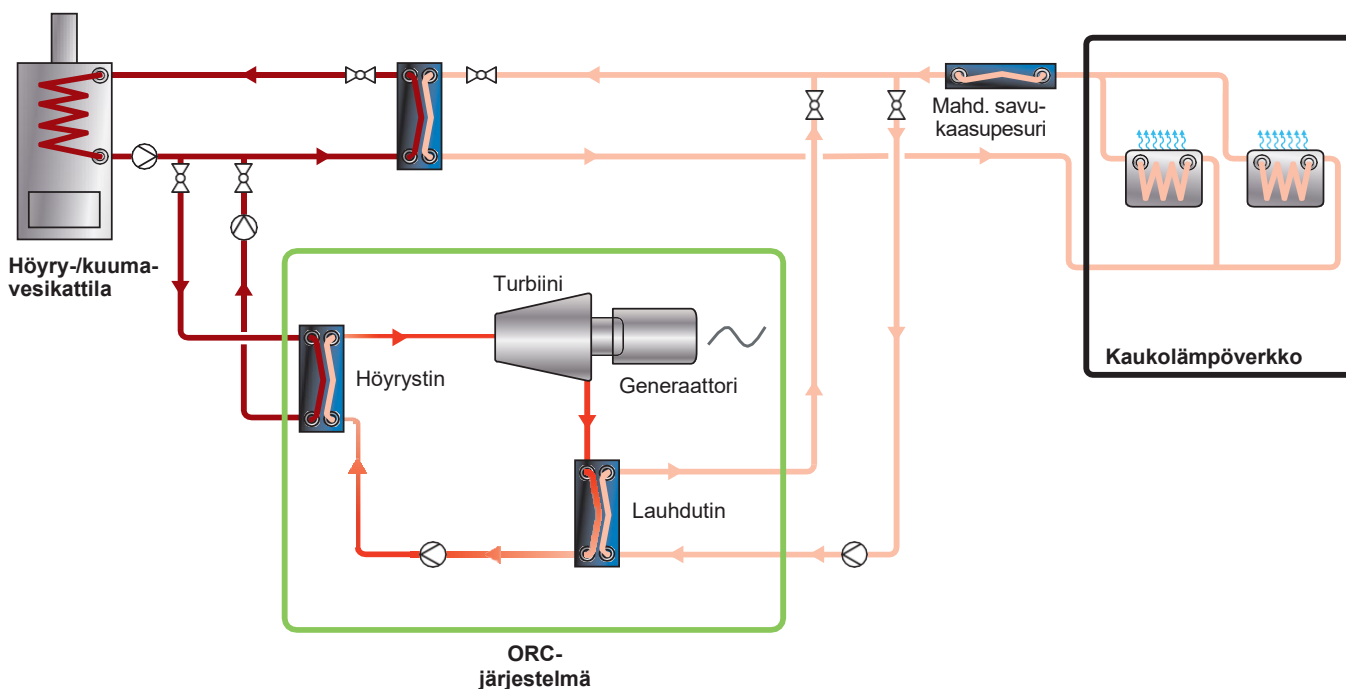 Mahd. savu-
kaasupesuri
Höyry-/kuuma-
vesikattila
Turbiini
Generaattori
Höyrystin
Lauhdutin
Kaukolämpöverkko
ORC-
järjestelmä